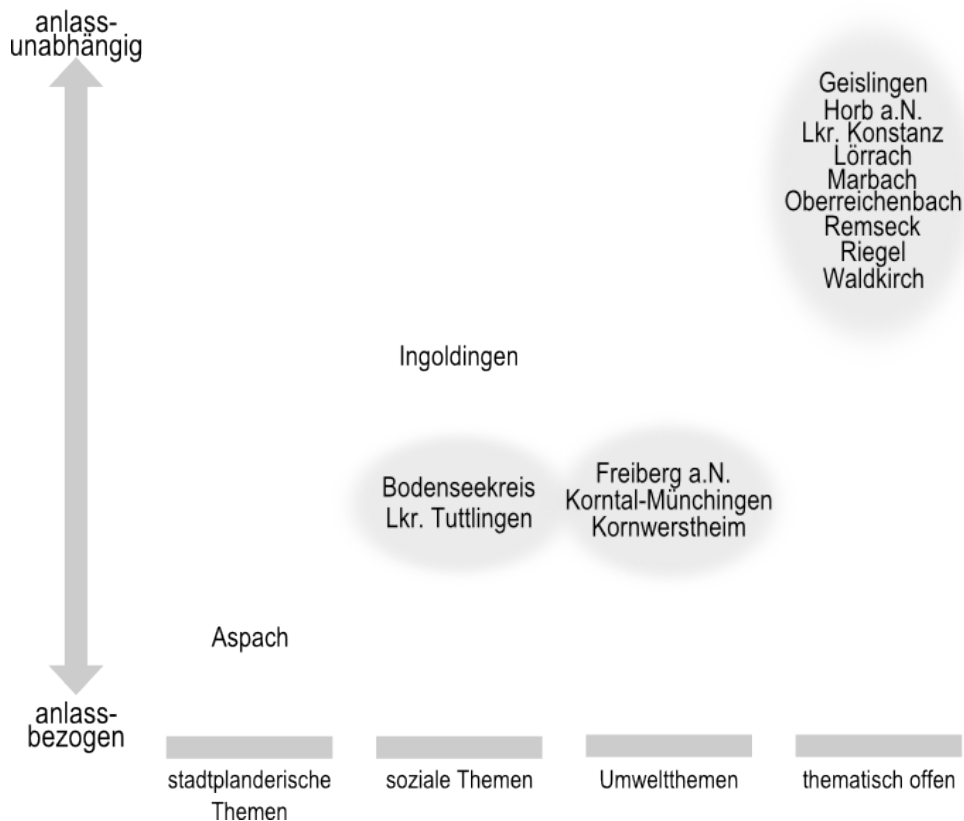 anlass-
unabhängig
Geislingen
Horb a.N.
Lkr. Konstanz
Lörrach
Marbach
Oberreichenbach
Remseck
Riegel
Waldkirch
Ingoldingen
Bodenseekreis
Lkr. Tuttlingen
Freiberg a.N.
Korntal-Münchingen
Kornwerstheim
Aspach
anlass-
bezogen
stadtplanderische
Themen
soziale Themen
Umweltthemen
thematisch offen